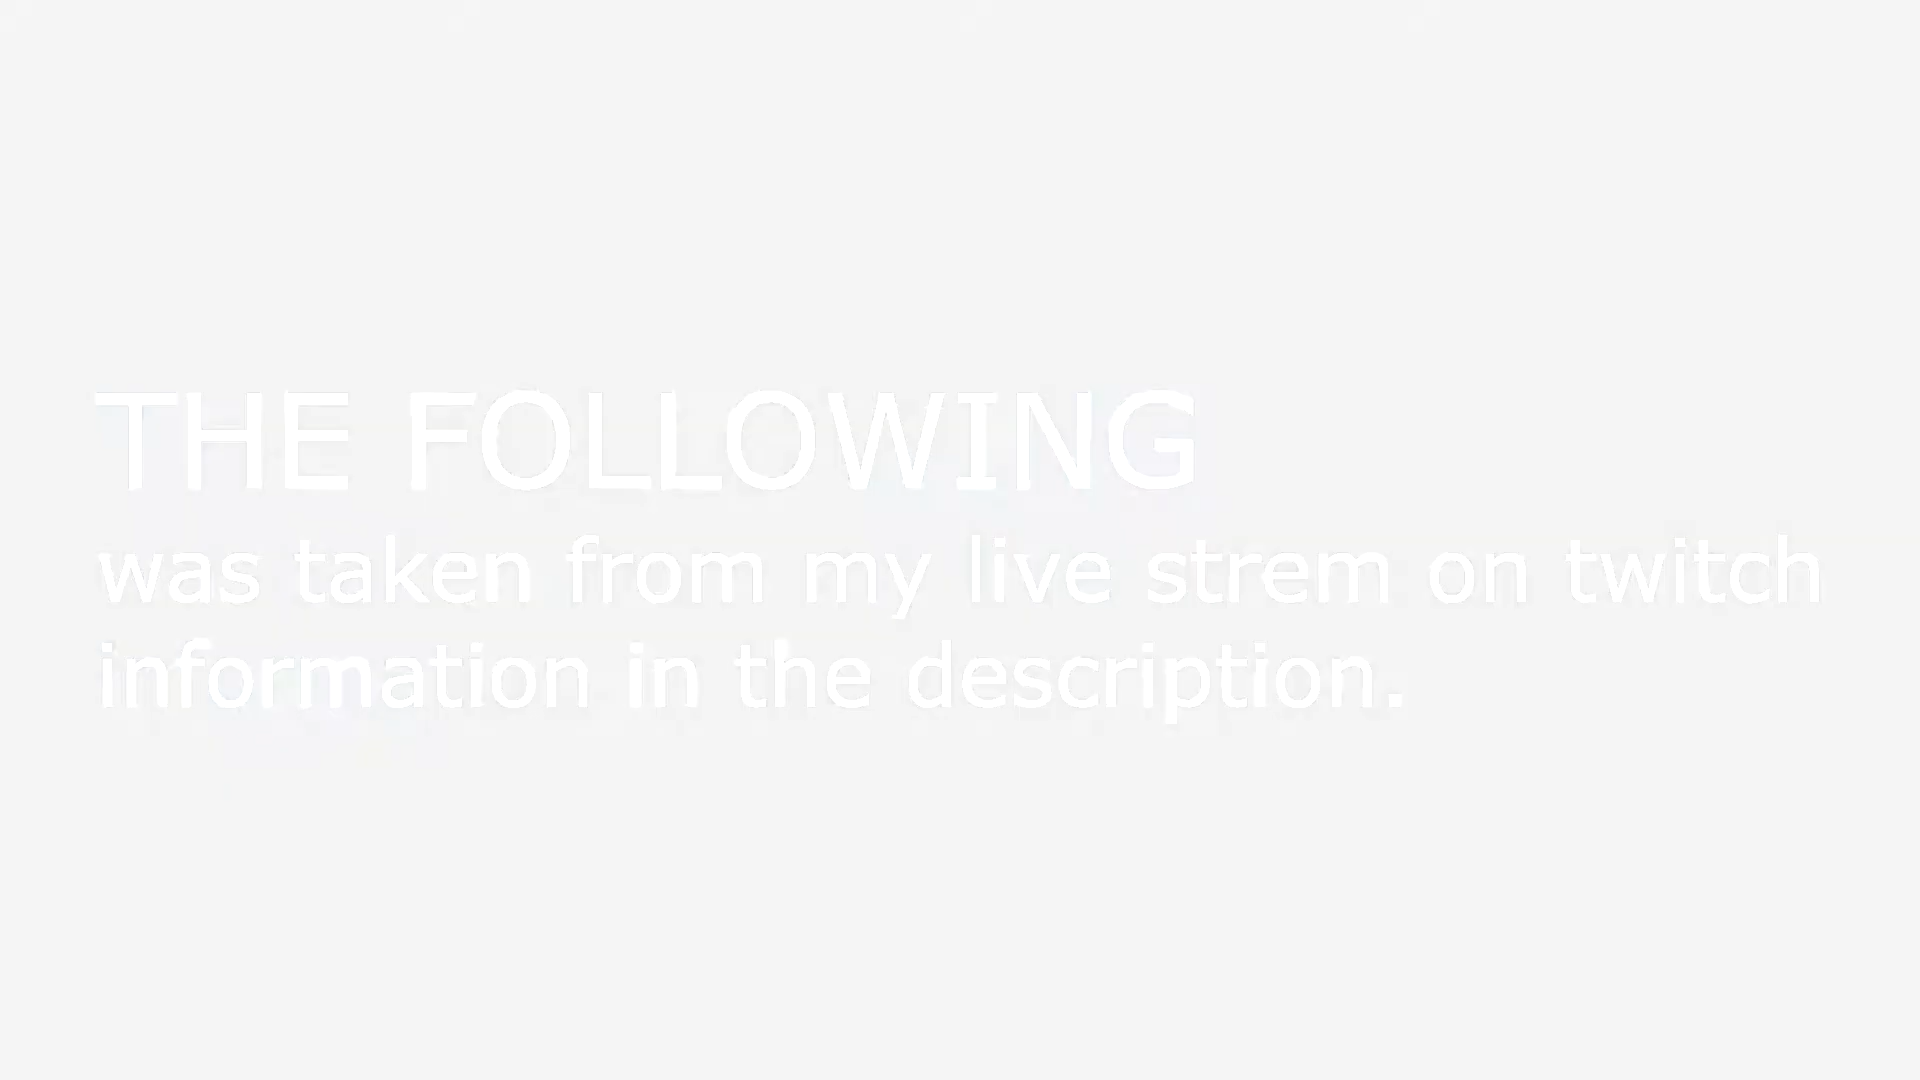 THE FOLLOWING
was taken from my live strem on twitch
information in the description.